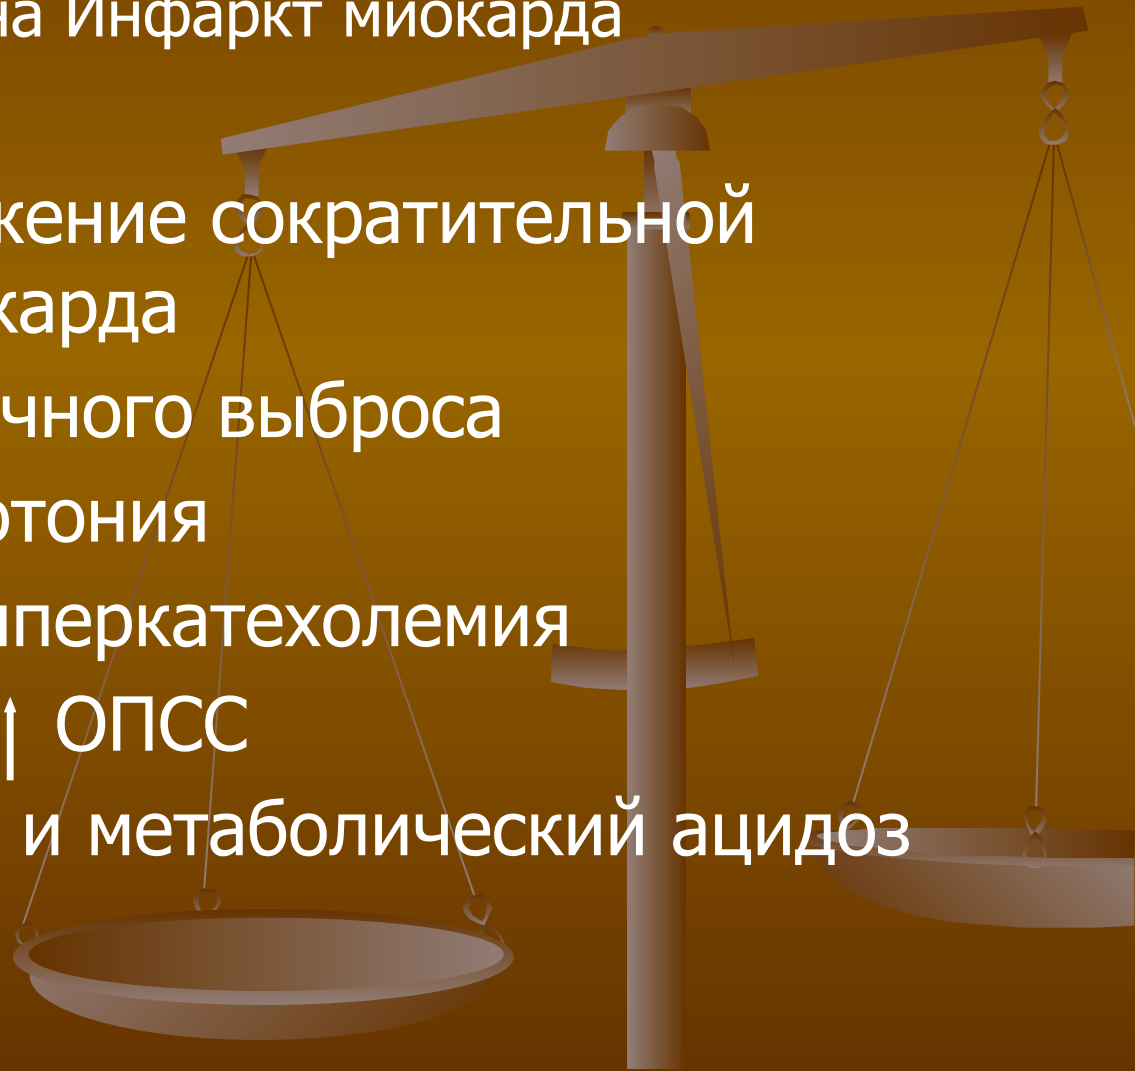 на Инфаркт миокарда
жение сократительной
карда
чного выброса
отония
иперкатехолемия
↑ ОПСС
и метаболический ацидоз